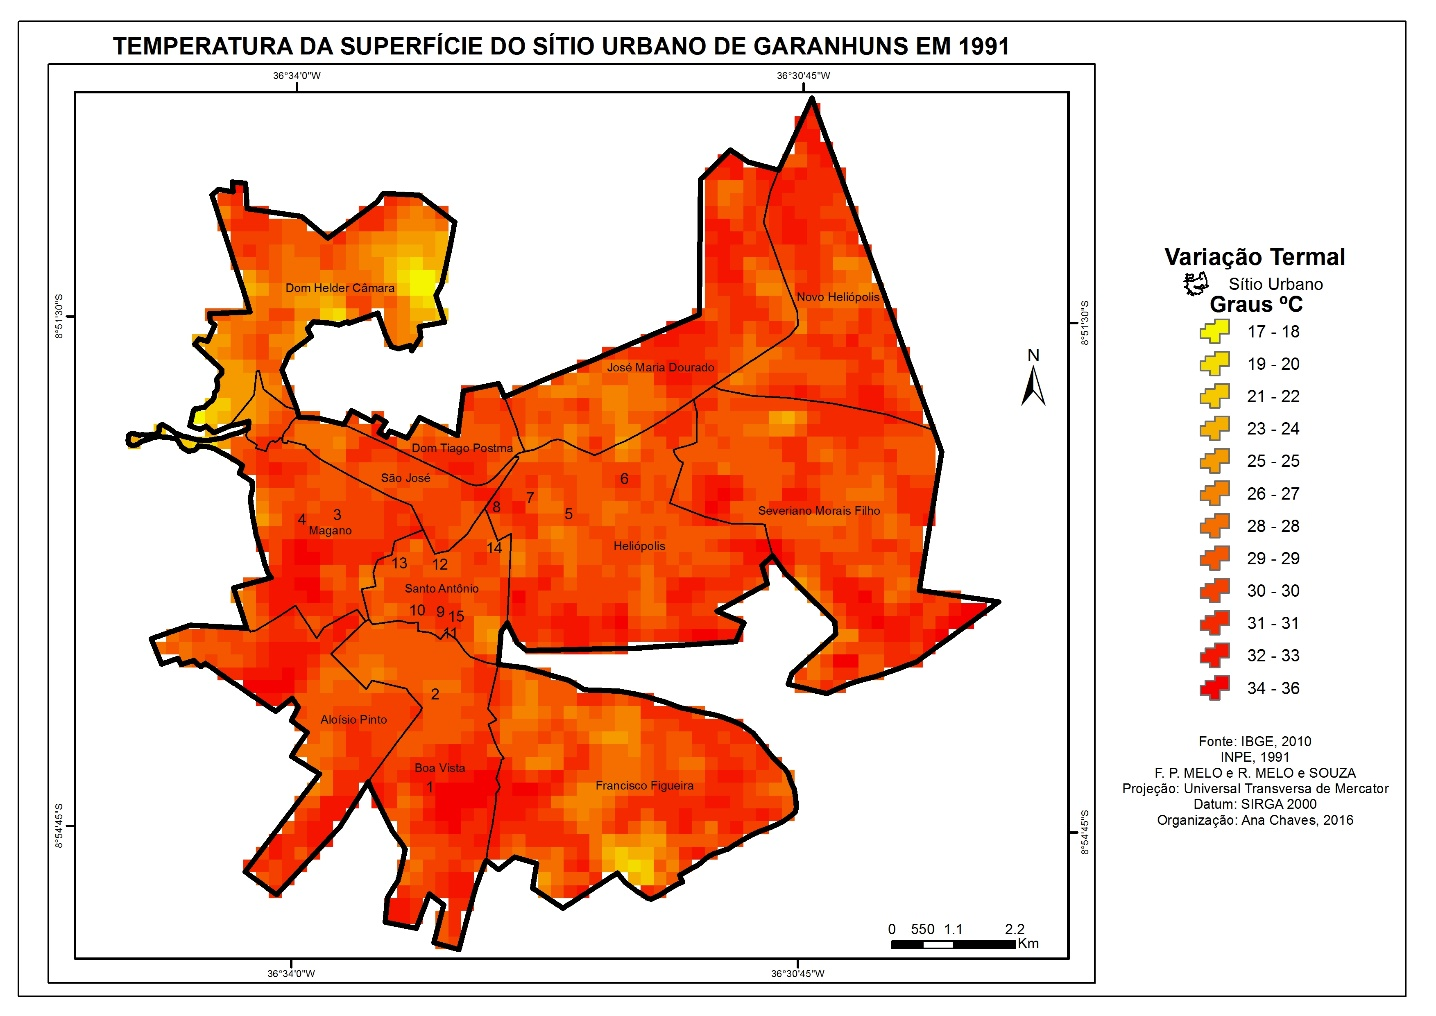 TEMPERATURA DA SUPERFÍCIE DO SÍTIO URBANO DE GARANHUNS EM 1991
36°34'0"W
36°30'45"W
8°51'30"S
8°51'30"S
Dom Helder Câmara
Novo Heliópolis
José Maria Dourado
Dom Tiago Postma
São José
6
7
8
5
Severiano Morais Filho
4
3
Magano
Heliópolis
14
13
12
Santo Antônio
10
9
15
11
2
Aloísio Pinto
Boa Vista
1
Francisco Figueira
8°54'45"S
8°54'45"S
N
0 550 1.1 2.2
Km
36°34'0"W
36°30'45"W
Variação Termal
Sítio Urbano
Graus ºC
17 - 18
19 - 20
21 - 22
23 - 24
25 - 25
26 - 27
28 - 28
29 - 29
30 - 30
31 - 31
32 - 33
34 - 36
Fonte: IBGE, 2010
INPE, 1991
F. P. MELO e R. MELO e SOUZA
Projeção: Universal Transversa de Mercator
Datum: SIRGA 2000
Organização: Ana Chaves, 2016